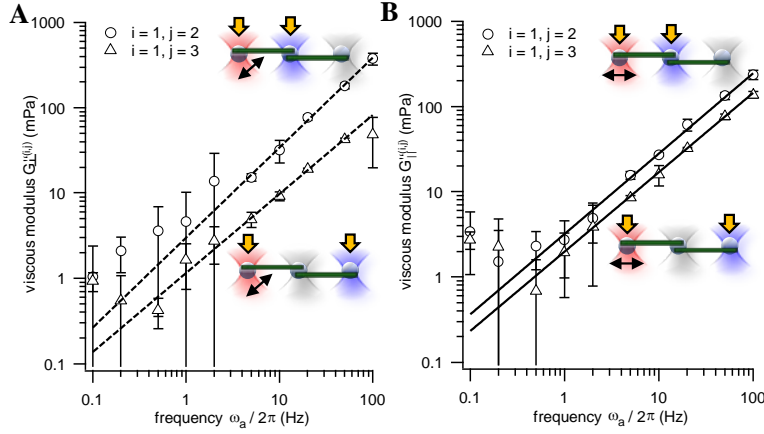 A
i = 1, j = 2
i = 1, j = 3
1000
100
10
1
0.1
viscous modulus G"⊥(i,j) (mPa)
0.1
1
10
100
frequency ωa / 2π (Hz)
B
i = 1, j = 2
i = 1, j = 3
1000
100
10
1
0.1
viscous modulus G"||(i,j) (mPa)
0.1
1
10
100
frequency ωa / 2π (Hz)